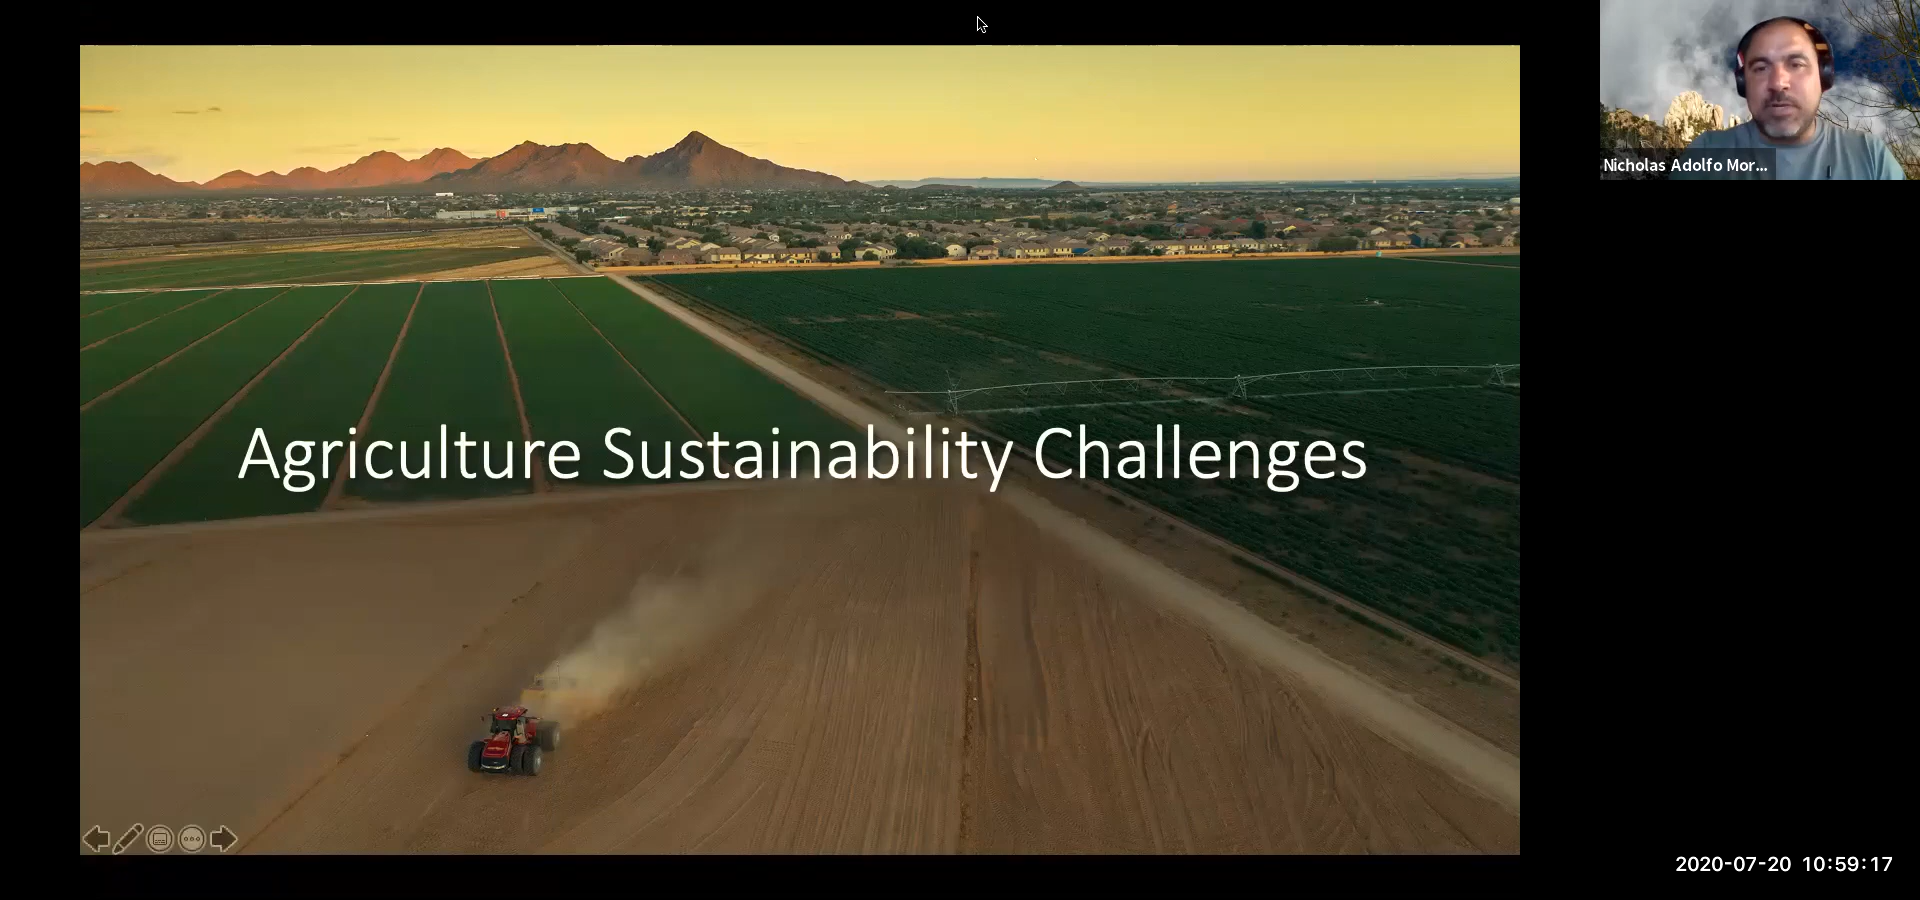 Agriculture Sustainability Challenges
Nicholas Adolfo Mor...
2020-07-20 10:59:17